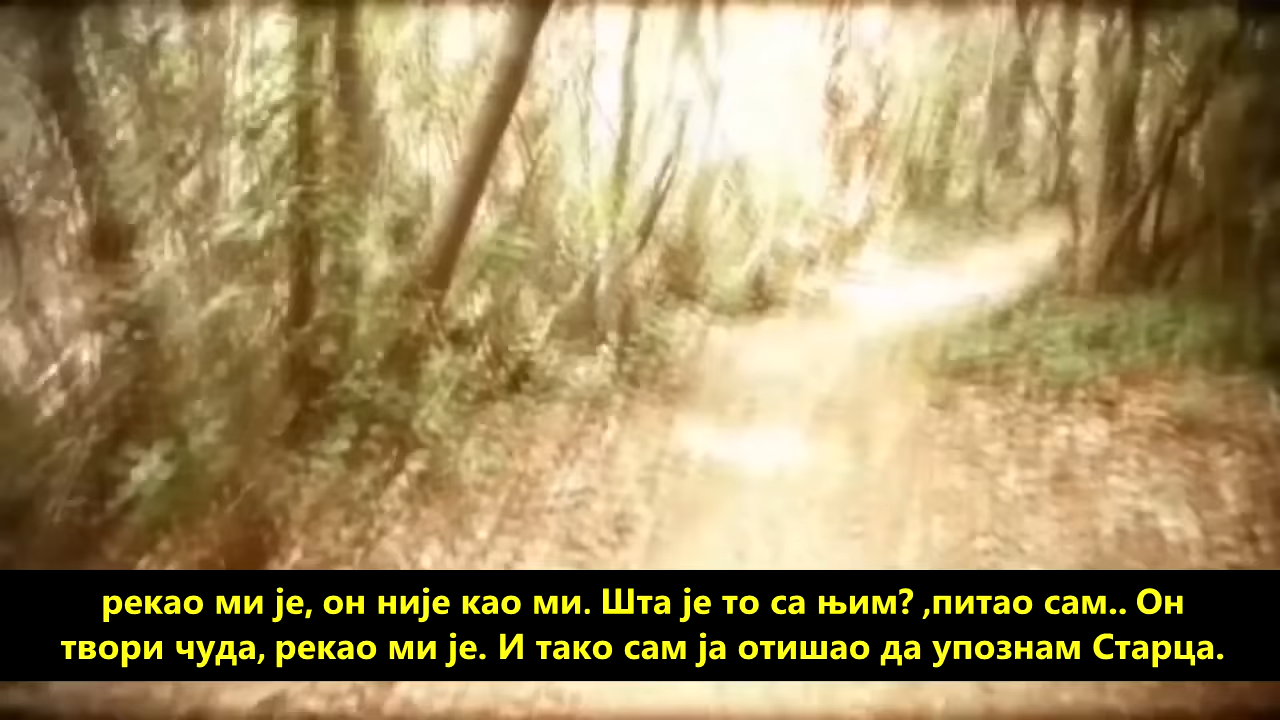 рекао ми је, он није као ми. Шта је то са њим? ,питао сам.. Он
твори чуда, рекао ми је. И тако сам ја отишао да упознам Старца.